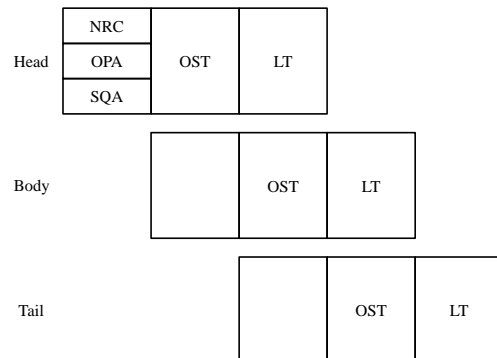 NRC
Head OPA OST LT
SQA
Body OST LT
Tail OST LT